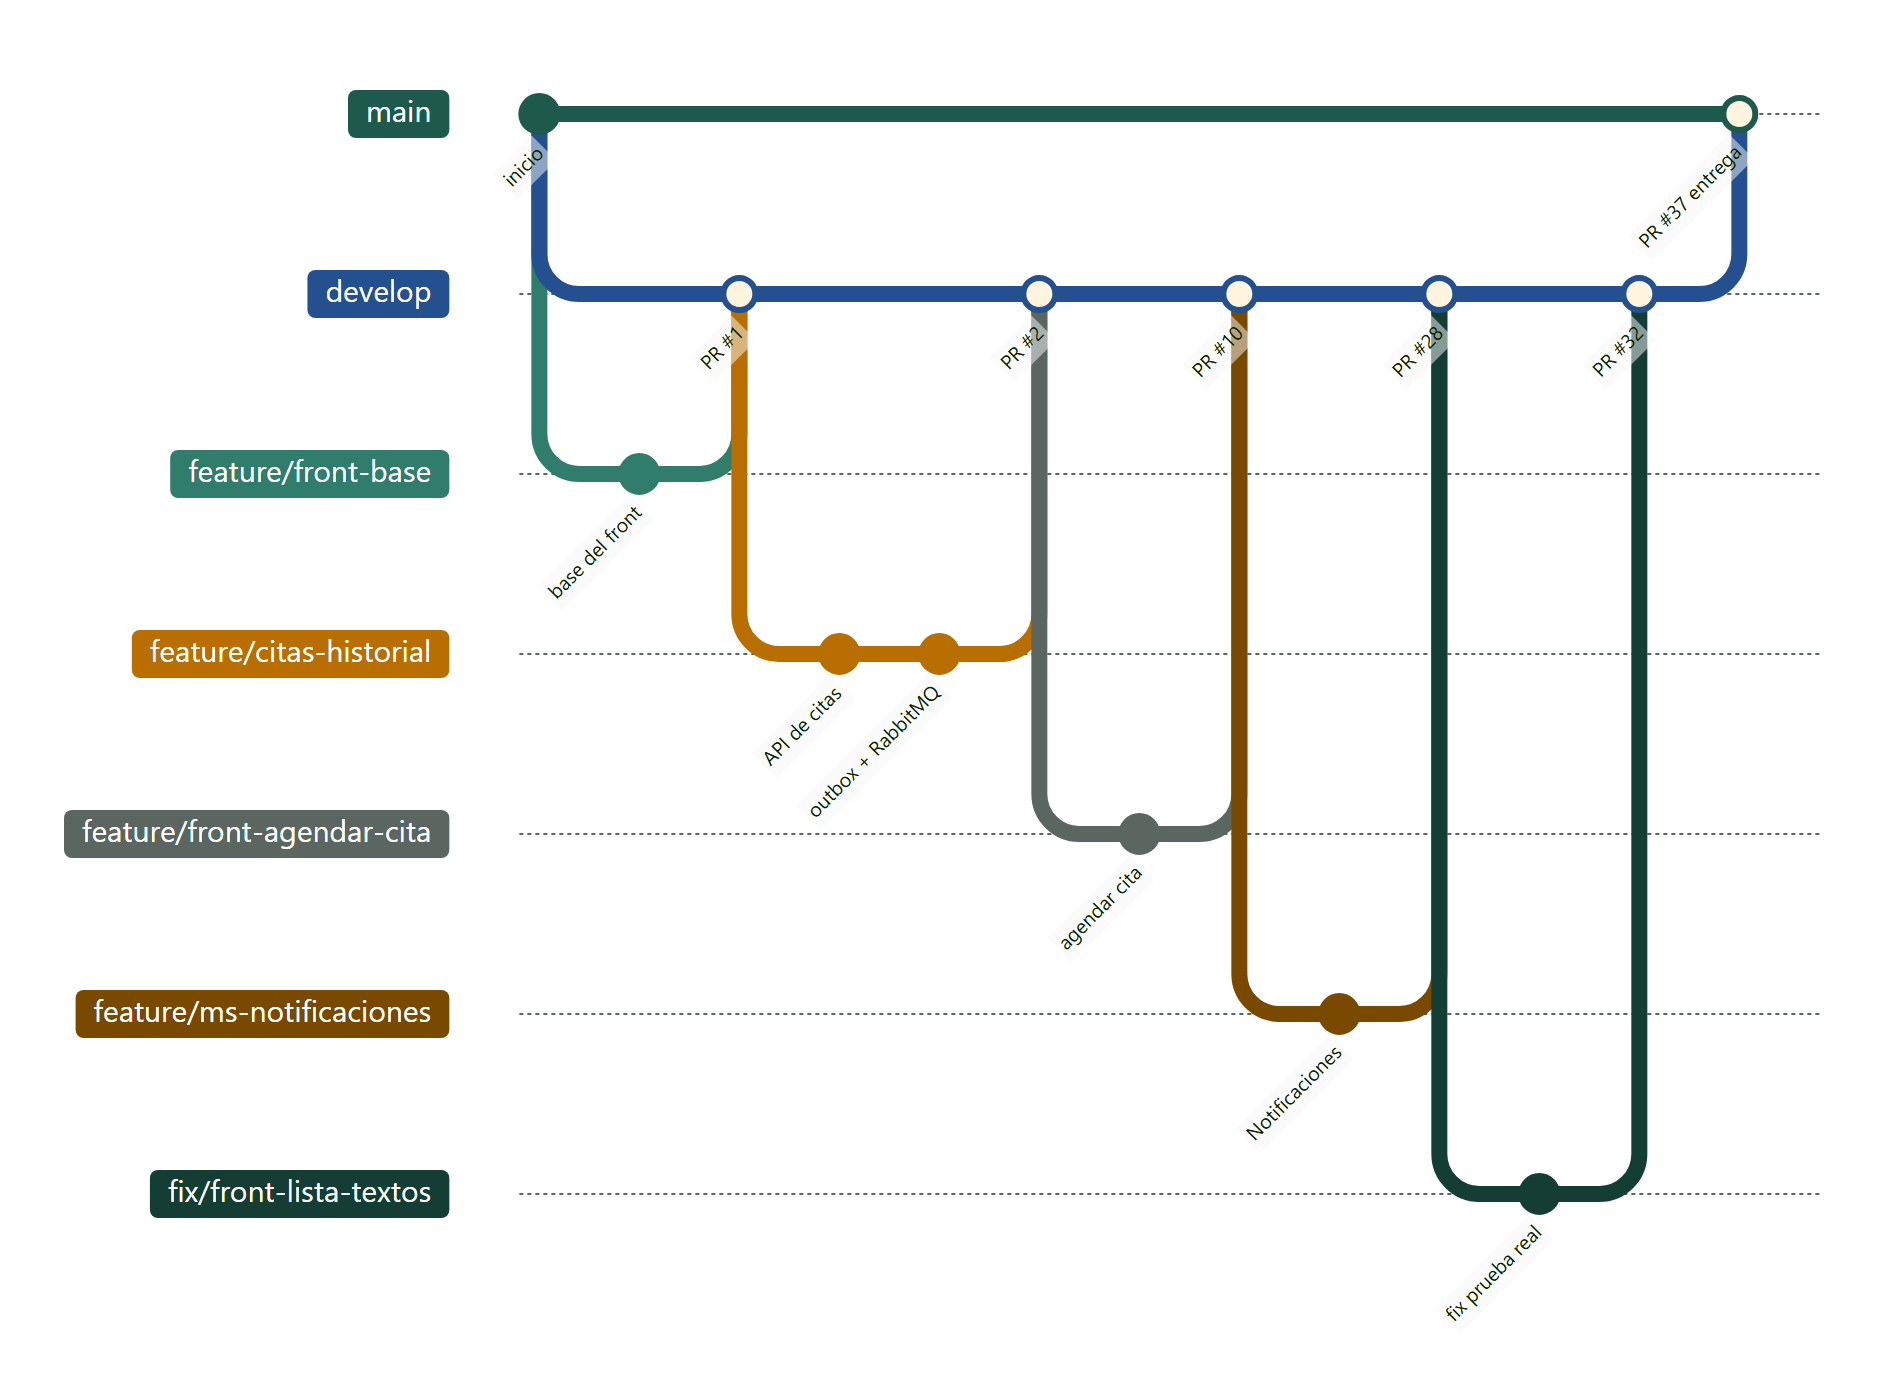 main
inicio
PR #37 entrega
develop
PR #1
PR #2
PR #10
PR #28
PR #32
feature/front-base
base del front
feature/citas-historial
API de citas
outbox + RabbitMQ
feature/front-agendar-cita
agendar cita
feature/ms-notificaciones
Notificaciones
fix/front-lista-textos
fix prueba real